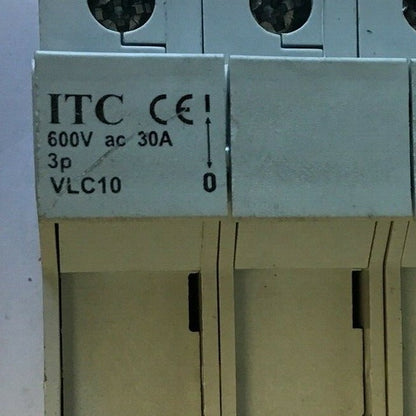 ITC CE I
600V ac 30A
3p
VLC10 0